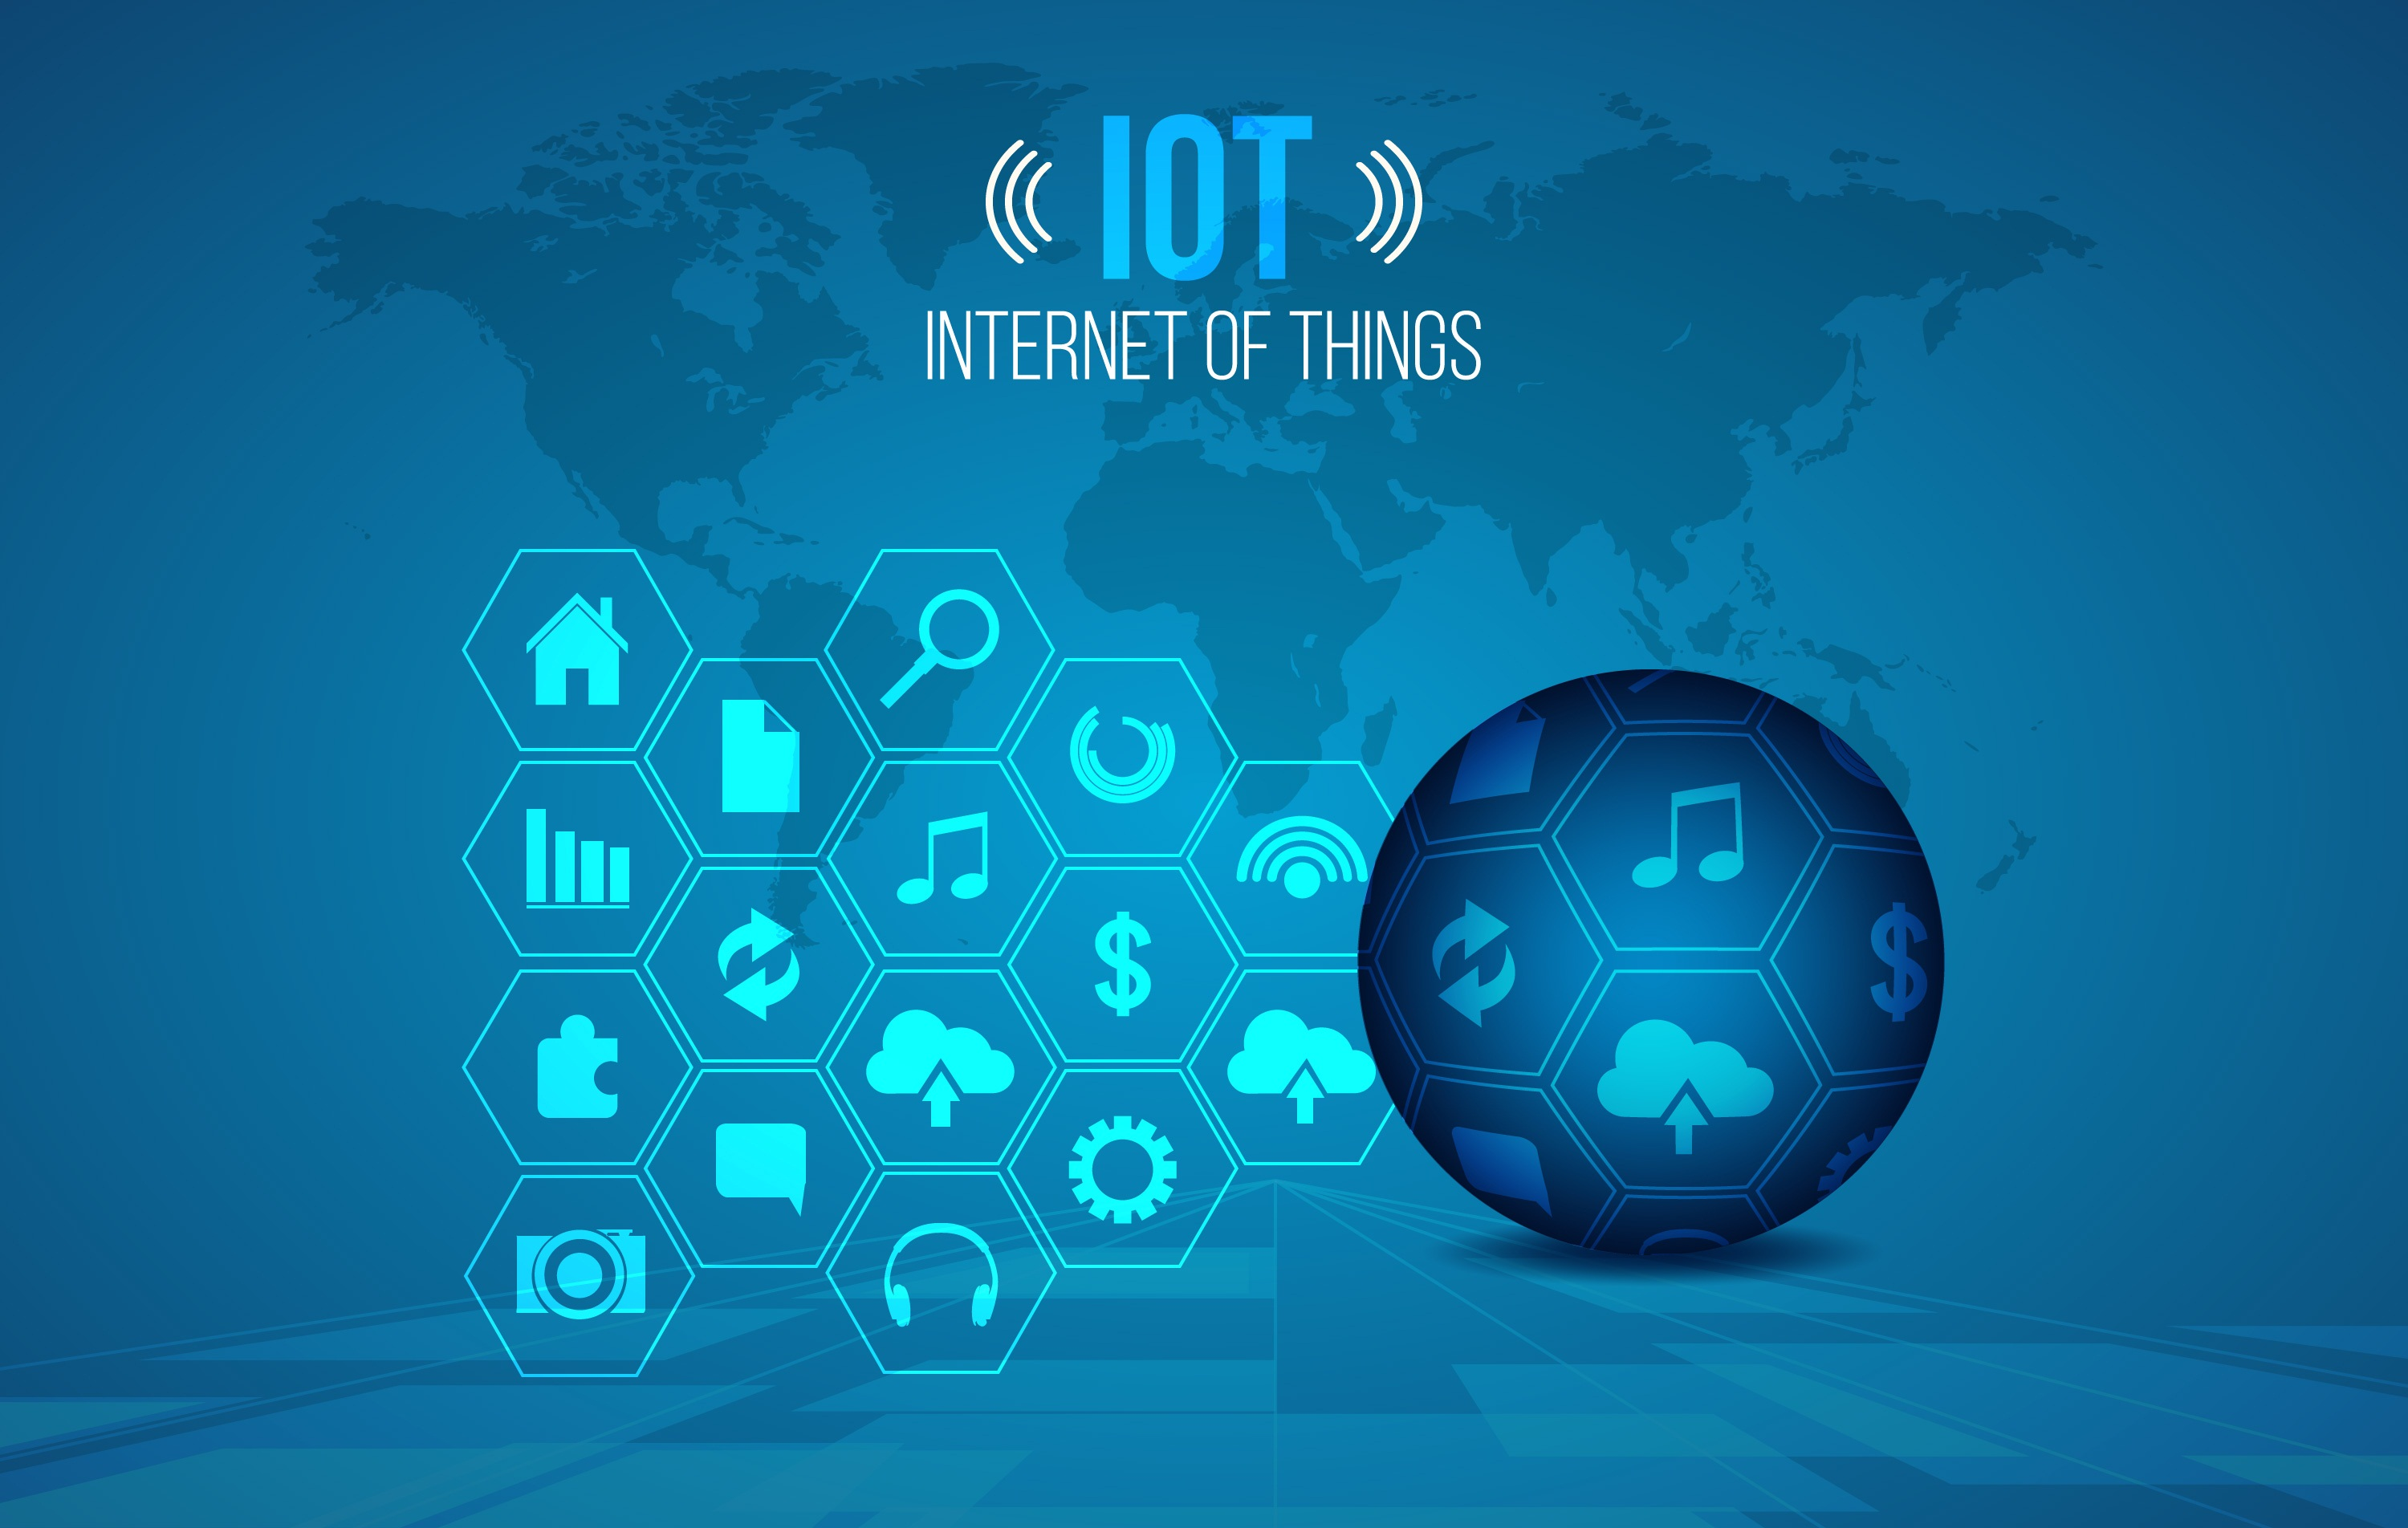 IOT
INTERNET OF THINGS
$
$